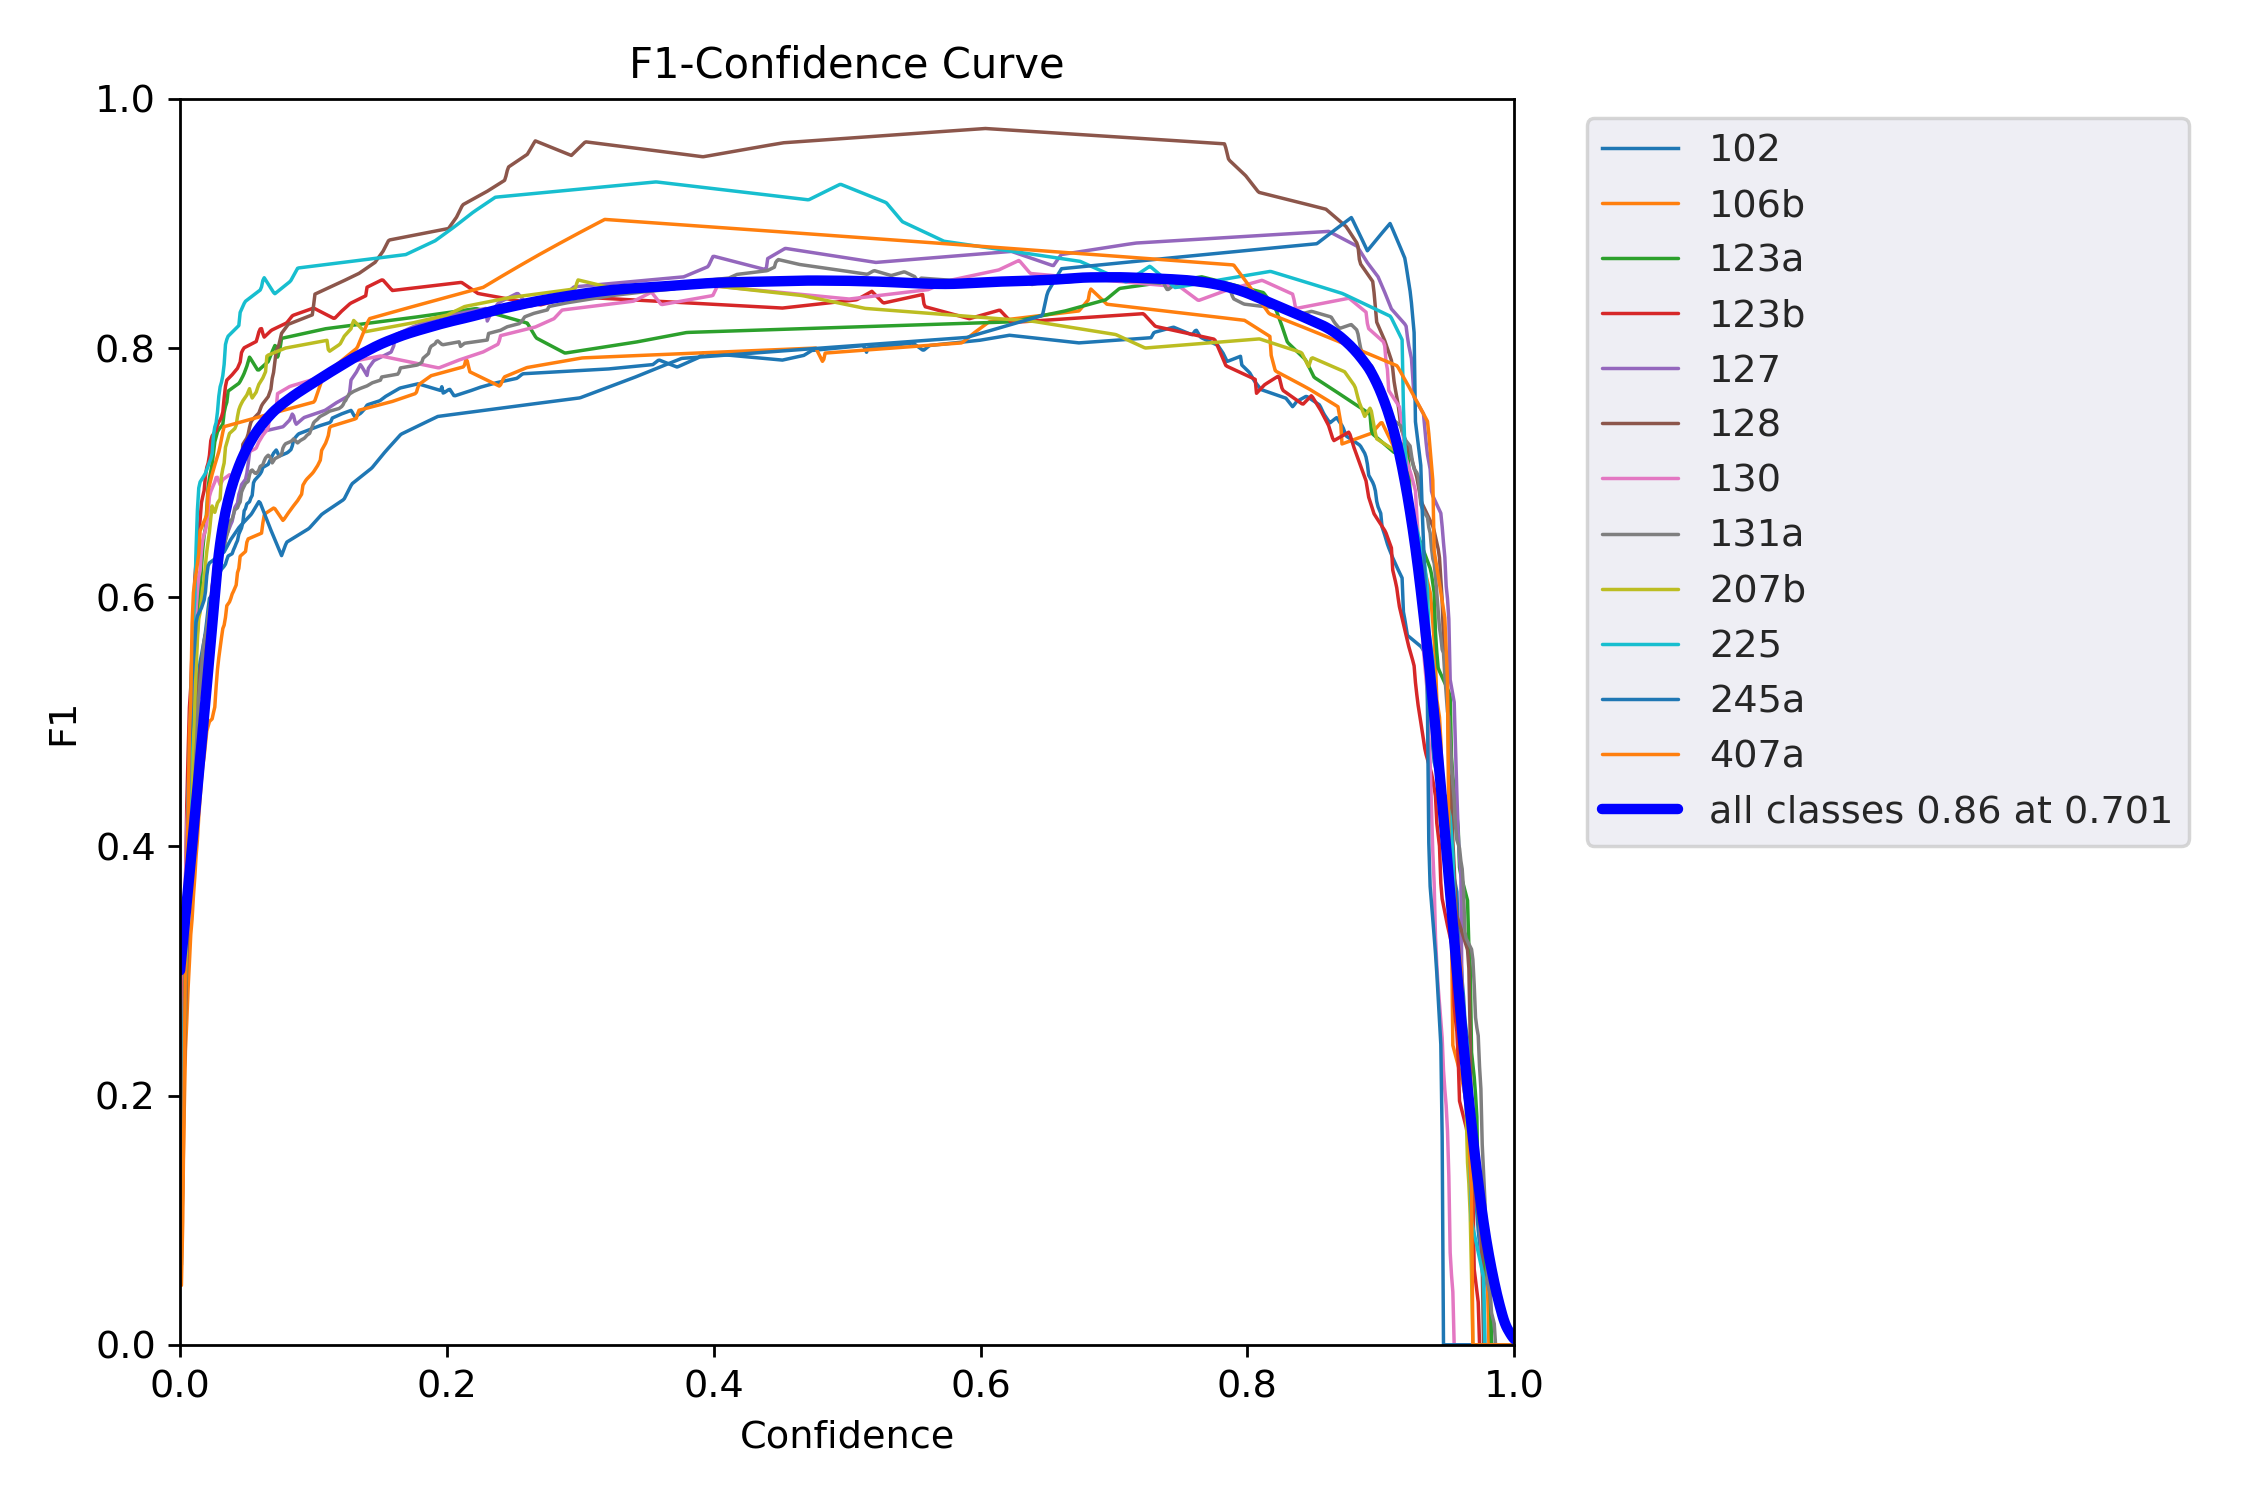 F1-Confidence Curve
1.0
0.8
0.6
0.4
0.2
0.0
F1
0.0 0.2 0.4 0.6 0.8 1.0
Confidence
102
106b
123a
123b
127
128
130
131a
207b
225
245a
407a
all classes 0.86 at 0.701